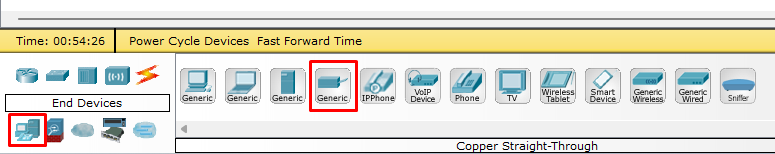 Time: 00:54:26 Power Cycle Devices Fast Forward Time
End Devices
Generic Generic Generic Generic IPPhone VoIP Device Phone TV Wireless Tablet Smart Device Generic Wireless Generic Wired Sniffer
Copper Straight-Through